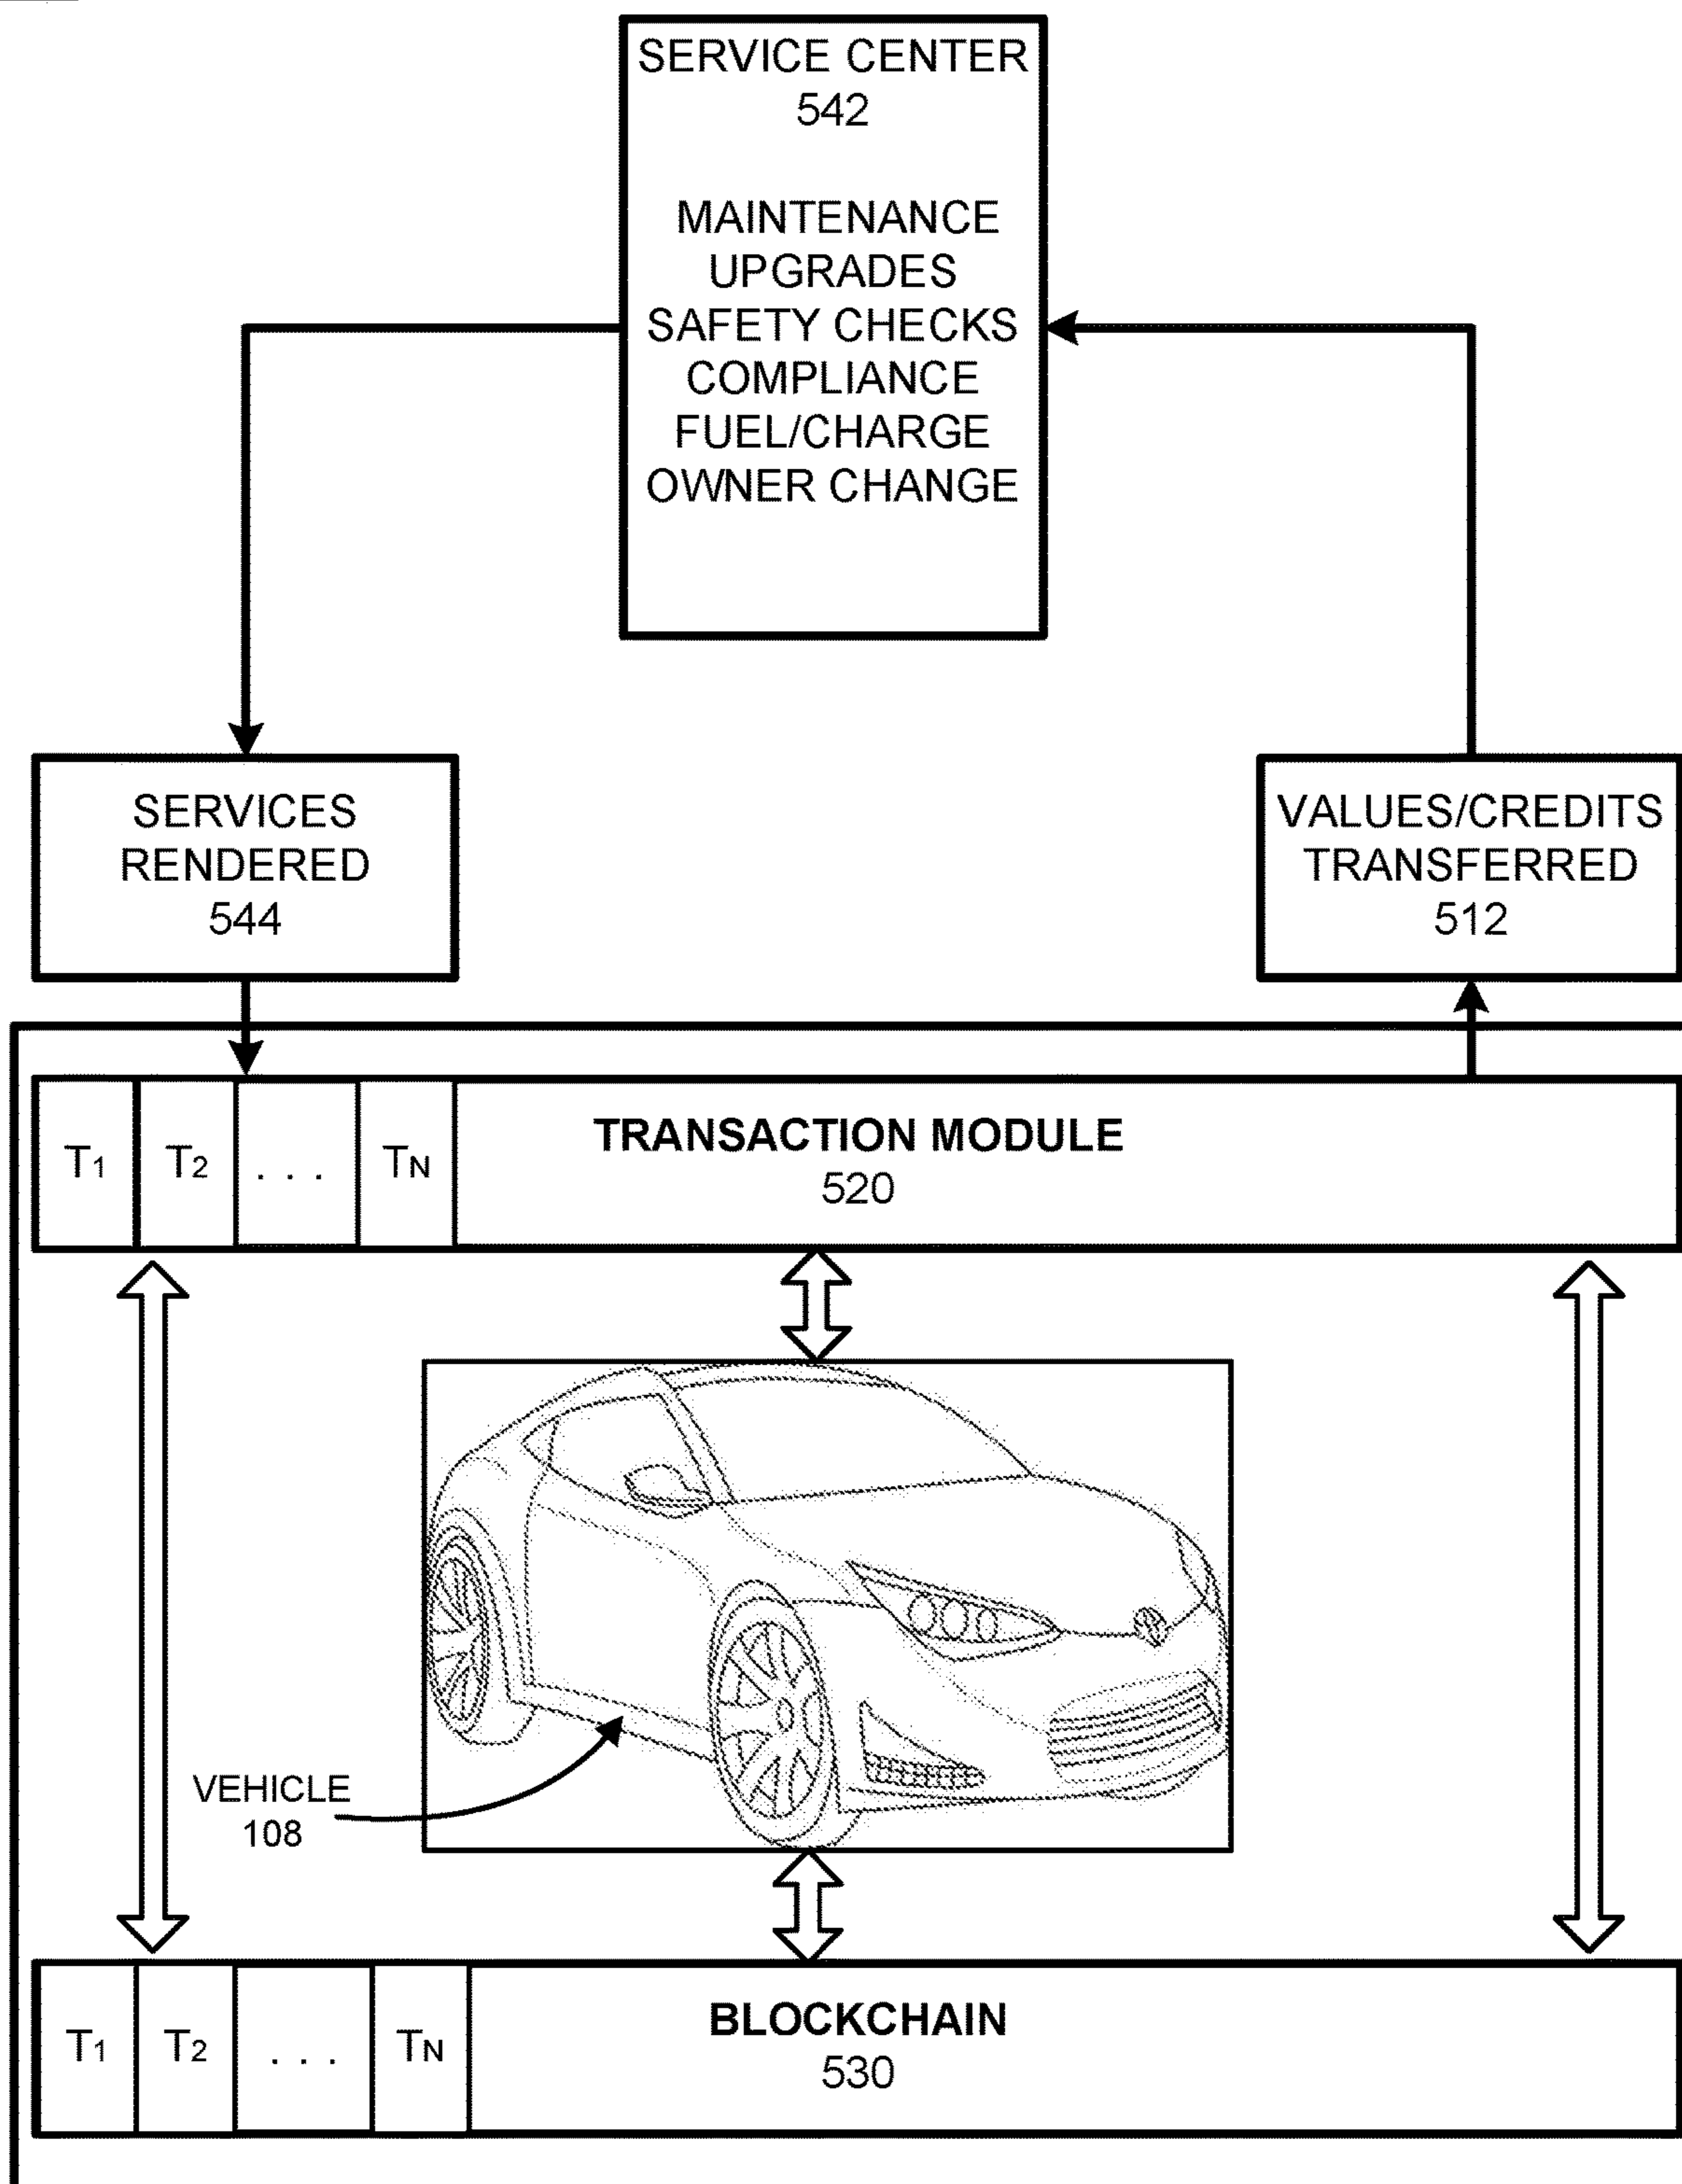 SERVICE CENTER
542
MAINTENANCE
UPGRADES
SAFETY CHECKS
COMPLIANCE
FUEL/CHARGE
OWNER CHANGE
SERVICES
RENDERED
544
VALUES/CREDITS
TRANSFERRED
512
T1 T2 . . . TN
TRANSACTION MODULE
520
VEHICLE
108
T1 T2 . . . TN
BLOCKCHAIN
530